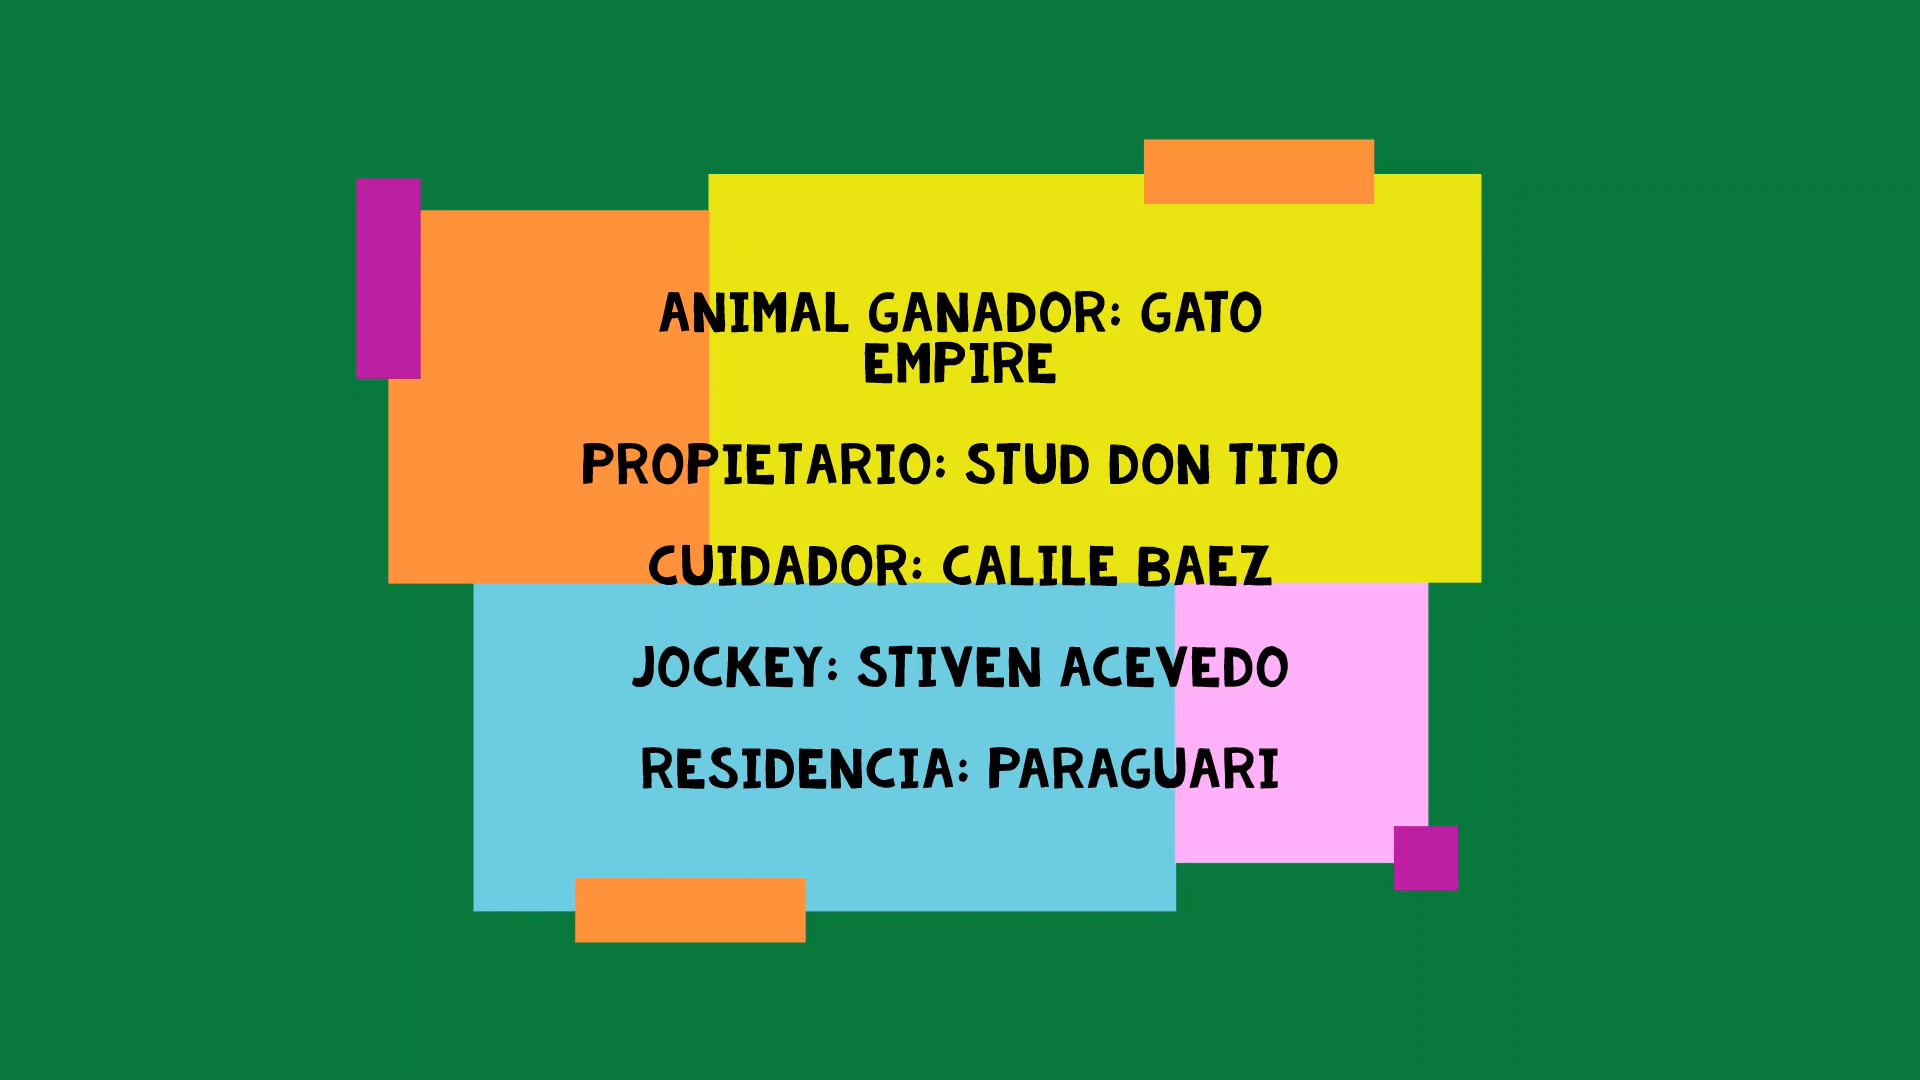 ANIMAL GANADOR: GATO
EMPIRE
PROPIETARIO: STUD DON TITO
CUIDADOR: CALILE BAEZ
JOCKEY: STIVEN ACEVEDO
RESIDENCIA: PARAGUARI